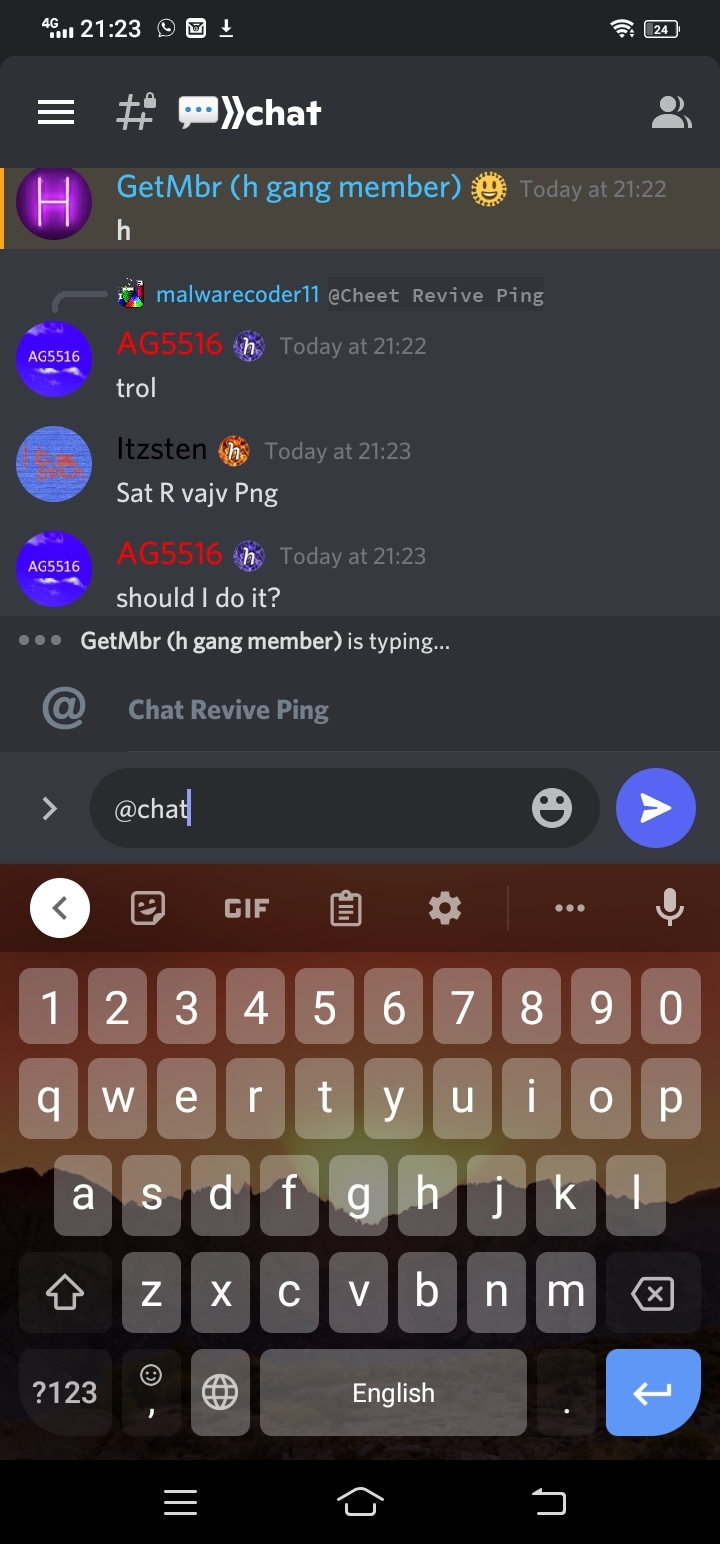 4G 21:23 24
# 💬⟫chat
H GetMbr (h gang member) Today at 21:22
h
malwarecoder11 @Cheet Revive Ping
AG5516 AG5516 h Today at 21:22
trol
Itzsten h Today at 21:23
Sat R vajv Png
AG5516 AG5516 h Today at 21:23
should I do it?
••• GetMbr (h gang member) is typing...
@ Chat Revive Ping
@chat
GIF
1 2 3 4 5 6 7 8 9 0
q w e r t y u i o p
a s d f g h j k l
z x c v b n m
?123 , English .